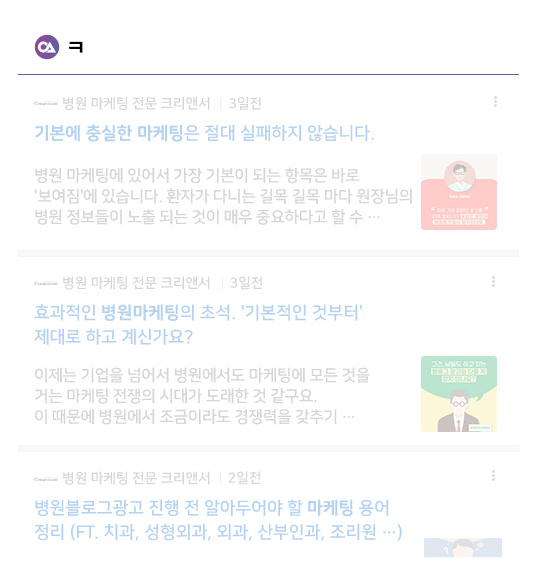 CA ㅋ
병원 마케팅 전문 크리앤서 | 3일전
기본에 충실한 마케팅은 절대 실패하지 않습니다.
병원 마케팅에 있어서 가장 기본이 되는 항목은 바로
'보여짐'에 있습니다. 환자가 다니는 길목 길목 마다 원장님의
병원 정보들이 노출 되는 것이 매우 중요하다고 할 수 ···
병원 마케팅 전문 크리앤서 | 3일전
효과적인 병원마케팅의 초석. '기본적인 것부터'
제대로 하고 계신가요?
이제는 기업을 넘어서 병원에서도 마케팅에 모든 것을
거는 마케팅 전쟁의 시대가 도래한 것 같구요.
이 때문에 병원에서 조금이라도 경쟁력을 갖추기 ···
병원 마케팅 전문 크리앤서 | 2일전
병원블로그광고 진행 전 알아두어야 할 마케팅 용어
정리 (FT. 치과, 성형외과, 외과, 산부인과, 조리원 ···)